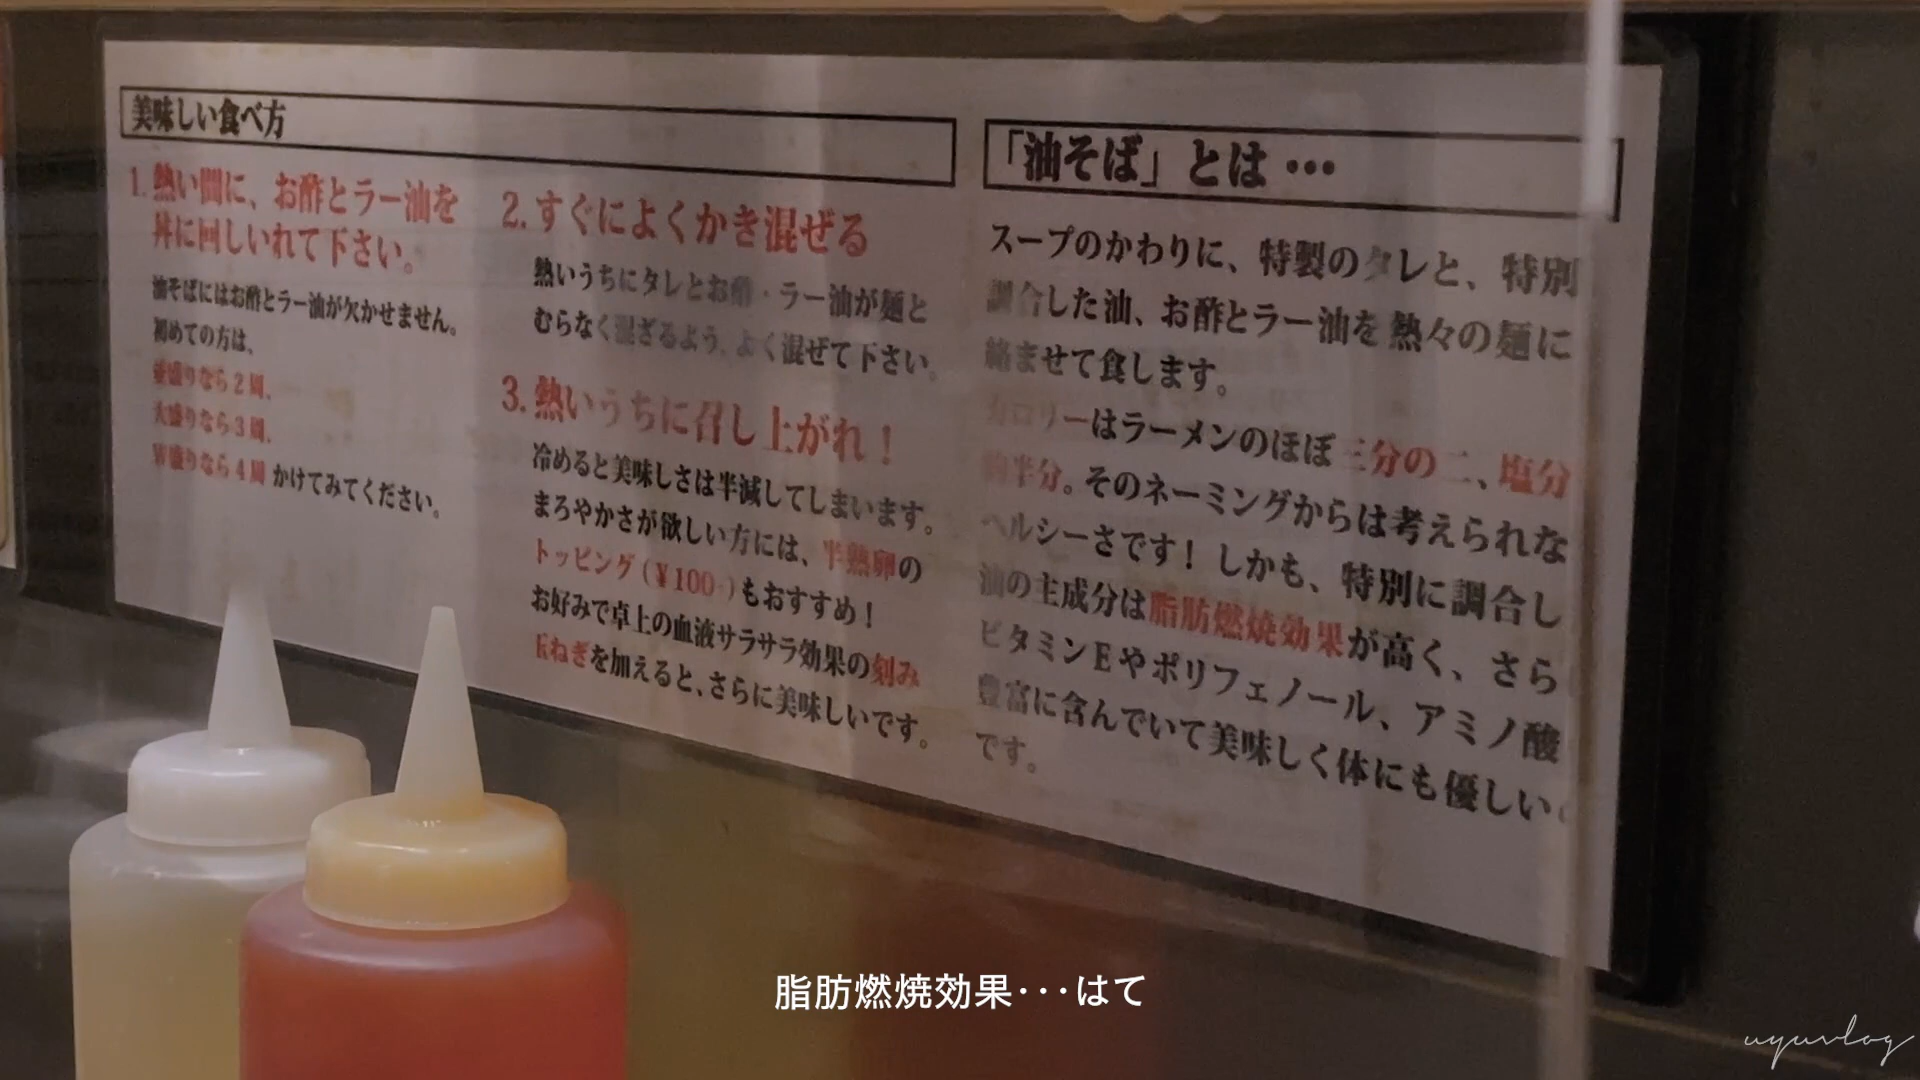 美味しい食べ方
1. 熱い間に、お酢とラー油を
丼に回しいれて下さい。
油そばにはお酢とラー油が欠かせません。
初めての方は、
並盛りなら2周、
大盛りなら3周、
特盛りなら4周 かけてみてください。
2. すぐによくかき混ぜる
熱いうちにタレとお酢・ラー油が麺と
むらなく混ざるよう、よく混ぜて下さい。
3. 熱いうちに召し上がれ！
冷めると美味しさは半減してしまいます。
まろやかさが欲しい方には、半熟卵の
トッピング(¥100-)もおすすめ！
お好みで卓上の血液サラサラ効果の刻み
玉ねぎを加えると、さらに美味しいです。
「油そば」とは…
スープのかわりに、特製のタレと、特別
調合した油、お酢とラー油を熱々の麺に
絡ませて食します。
カロリーはラーメンのほぼ三分の二、塩分
約半分。そのネーミングからは考えられな
ヘルシーさです！しかも、特別に調合し
油の主成分は脂肪燃焼効果が高く、さら
ビタミンEやポリフェノール、アミノ酸
豊富に含んでいて美味しく体にも優しい
です。
脂肪燃焼効果･･･はて
uyuvlog